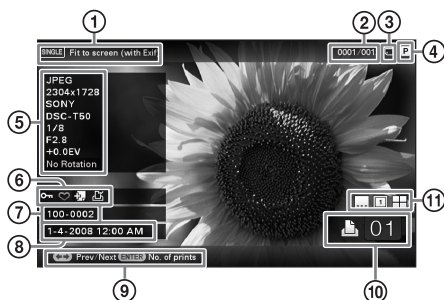 ① ② ③
SINGLE Fit to screen (with Exif
0001/001
P ④
⑤
JPEG
2304x1728
SONY
DSC-T50
1/8
F2.8
+0.0EV
No Rotation
⑥
⑦ 100-0002
⑧ 1-4-2008 12:00 AM
1 ⑪
01
Prev/Next ENTER No. of prints
⑨ ⑩